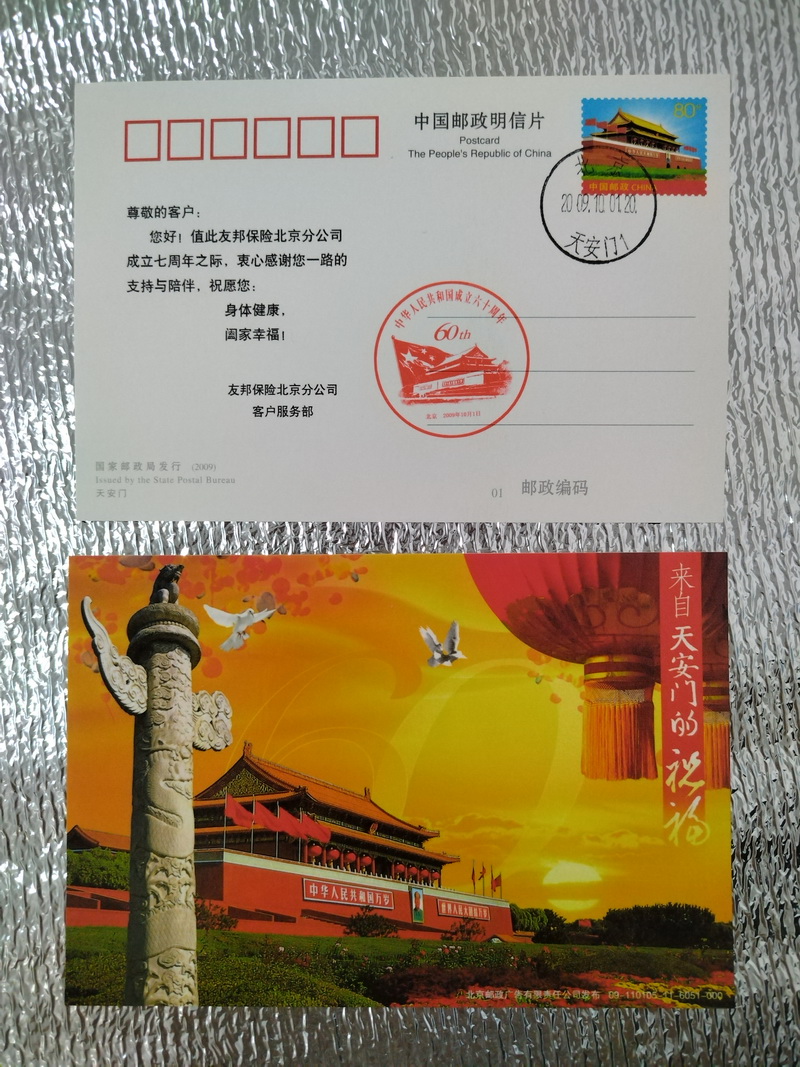 中国邮政明信片
Postcard
The People's Republic of China
80分
中国邮政 CHINA
北京
2009.10.01.20.
天安门1
尊敬的客户：
您好！值此友邦保险北京分公司
成立七周年之际，衷心感谢您一路的
支持与陪伴，祝愿您：
身体健康，
阖家幸福！
友邦保险北京分公司
客户服务部
中华人民共和国成立六十周年
60th
北京 2009年10月1日
国家邮政局发行 (2009)
Issued by the State Postal Bureau
天安门
01 邮政编码
来自天安门的祝福
中华人民共和国万岁
世界人民大团结万岁
北京邮政广告有限责任公司发布 09-110105-11-6051-000